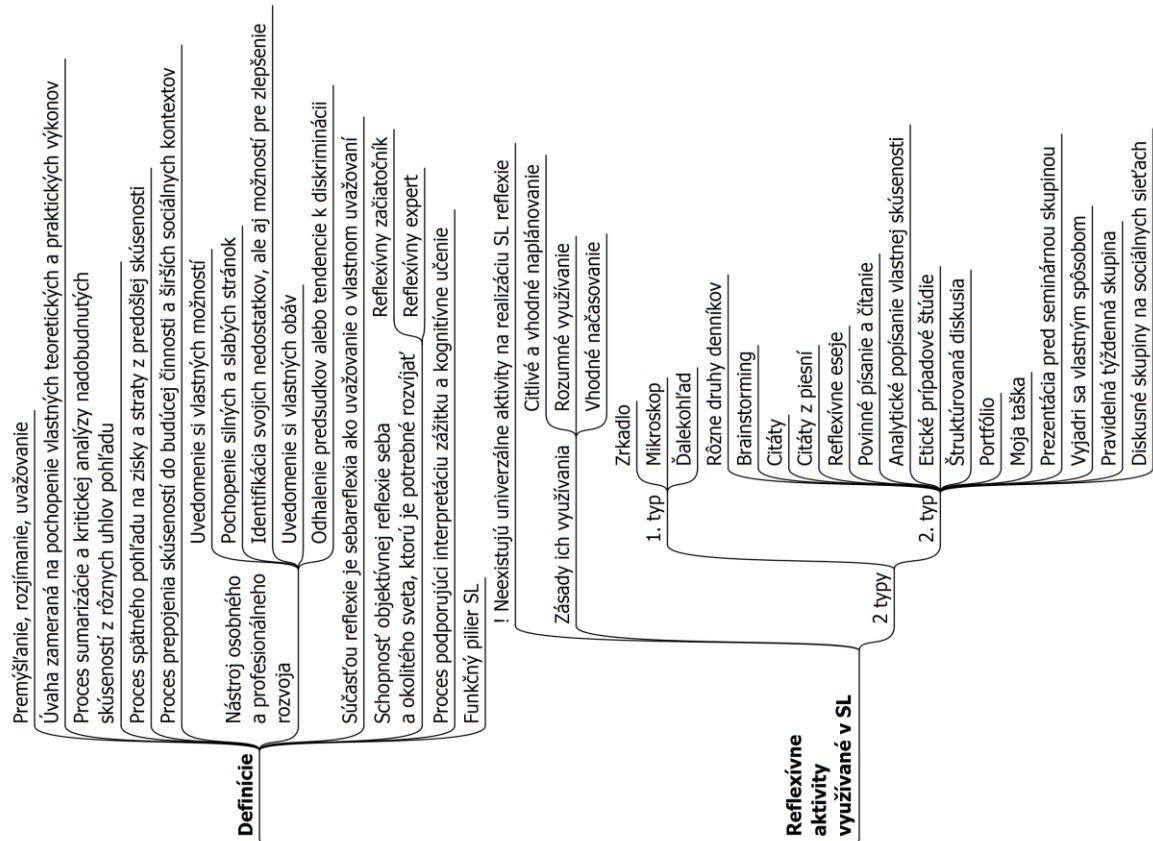 Definície
Premýšľanie, rozjímanie, uvažovanie
Úvaha zameraná na pochopenie vlastných teoretických a praktických výkonov
Proces sumarizácie a kritickej analýzy nadobudnutých
skúseností z rôznych uhlov pohľadu
Proces spätného pohľadu na zisky a straty z predošlej skúsenosti
Proces prepojenia skúseností do budúcej činnosti a širších sociálnych kontextov
Nástroj osobného
a profesionálneho
rozvoja
Uvedomenie si vlastných možností
Pochopenie silných a slabých stránok
Identifikácia svojich nedostatkov, ale aj možností pre zlepšenie
Uvedomenie si vlastných obáv
Odhalenie predsudkov alebo tendencie k diskriminácii
Súčasťou reflexie je sebareflexia ako uvažovanie o vlastnom uvažovaní
Schopnosť objektívnej reflexie seba
a okolitého sveta, ktorú je potrebné rozvíjať
Reflexívny začiatočník
Reflexívny expert
Proces podporujúci interpretáciu zážitku a kognitívne učenie
Funkčný pilier SL
Reflexívne
aktivity
využívané v SL
! Neexistujú univerzálne aktivity na realizáciu SL reflexie
Zásady ich využívania
Citlivé a vhodné naplánovanie
Rozumné využívanie
Vhodné načasovanie
2 typy
1. typ
Zrkadlo
Mikroskop
Ďalekohľad
2. typ
Rôzne druhy denníkov
Brainstorming
Citáty
Citáty z piesní
Reflexívne eseje
Povinné písanie a čítanie
Analytické popísanie vlastnej skúsenosti
Etické prípadové štúdie
Štruktúrovaná diskusia
Portfólio
Moja taška
Prezentácia pred seminárnou skupinou
Vyjadri sa vlastným spôsobom
Pravidelná týždenná skupina
Diskusné skupiny na sociálnych sieťach